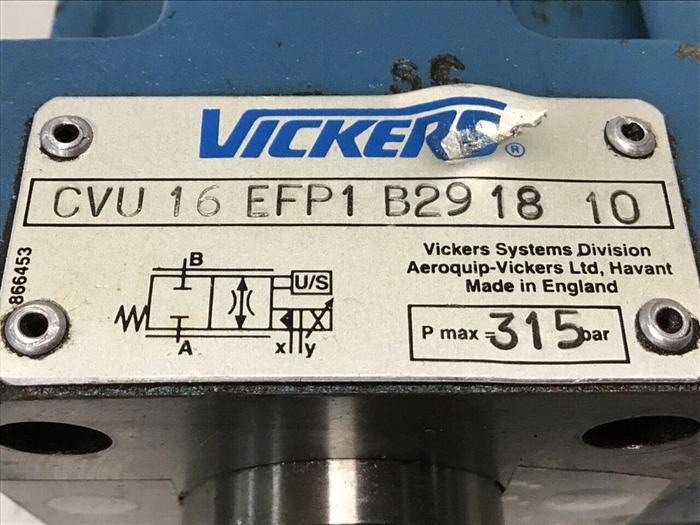 SF
VICKERS®
CVU 16 EFP1 B29 18 10
866453
Vickers Systems Division
Aeroquip-Vickers Ltd, Havant
Made in England
B
U/S
A
x y
P max = 315 bar